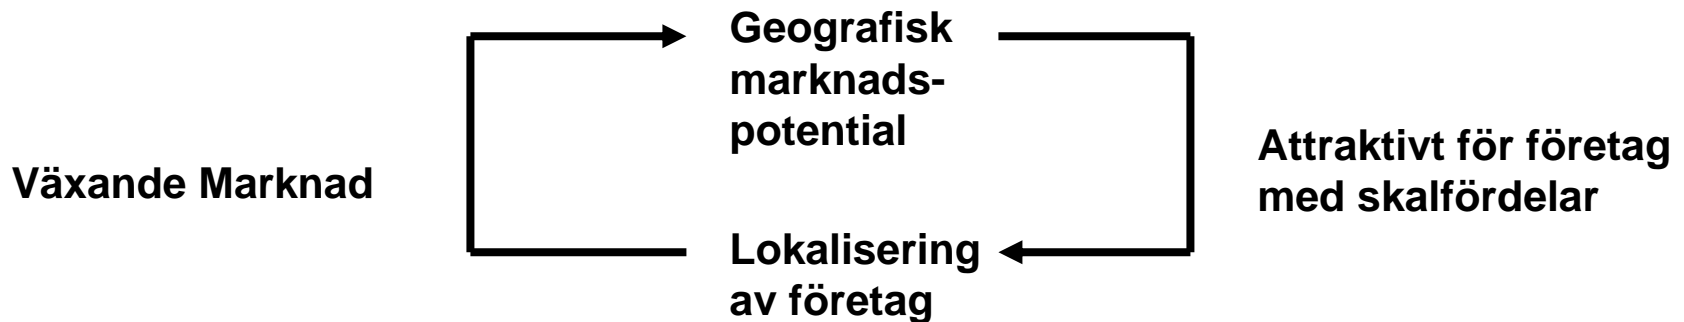 Geografisk
marknads-
potential
Attraktivt för företag
med skalfördelar
Växande Marknad
Lokalisering
av företag